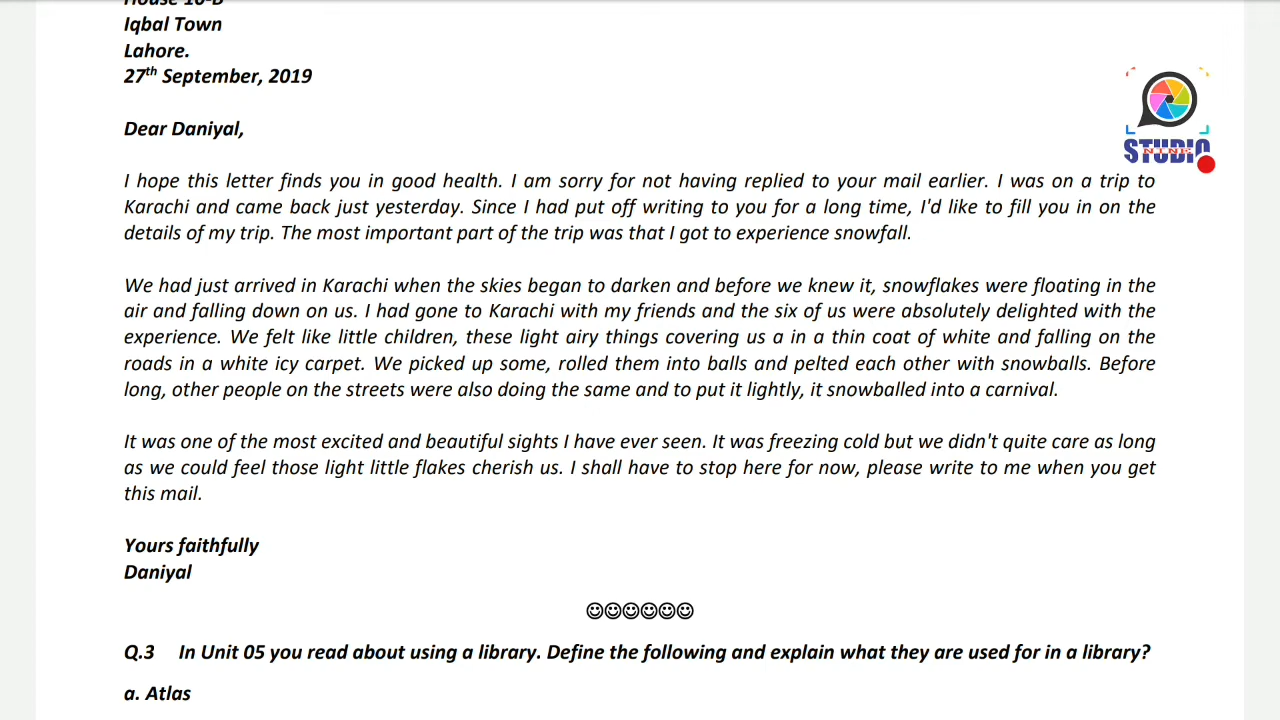 House 10-B
Iqbal Town
Lahore.
27th September, 2019
STUDIO
NINE
Dear Daniyal,
I hope this letter finds you in good health. I am sorry for not having replied to your mail earlier. I was on a trip to
Karachi and came back just yesterday. Since I had put off writing to you for a long time, I'd like to fill you in on the
details of my trip. The most important part of the trip was that I got to experience snowfall.
We had just arrived in Karachi when the skies began to darken and before we knew it, snowflakes were floating in the
air and falling down on us. I had gone to Karachi with my friends and the six of us were absolutely delighted with the
experience. We felt like little children, these light airy things covering us a in a thin coat of white and falling on the
roads in a white icy carpet. We picked up some, rolled them into balls and pelted each other with snowballs. Before
long, other people on the streets were also doing the same and to put it lightly, it snowballed into a carnival.
It was one of the most excited and beautiful sights I have ever seen. It was freezing cold but we didn't quite care as long
as we could feel those light little flakes cherish us. I shall have to stop here for now, please write to me when you get
this mail.
Yours faithfully
Daniyal
☺☺☺☺☺☺
Q.3 In Unit 05 you read about using a library. Define the following and explain what they are used for in a library?
a. Atlas